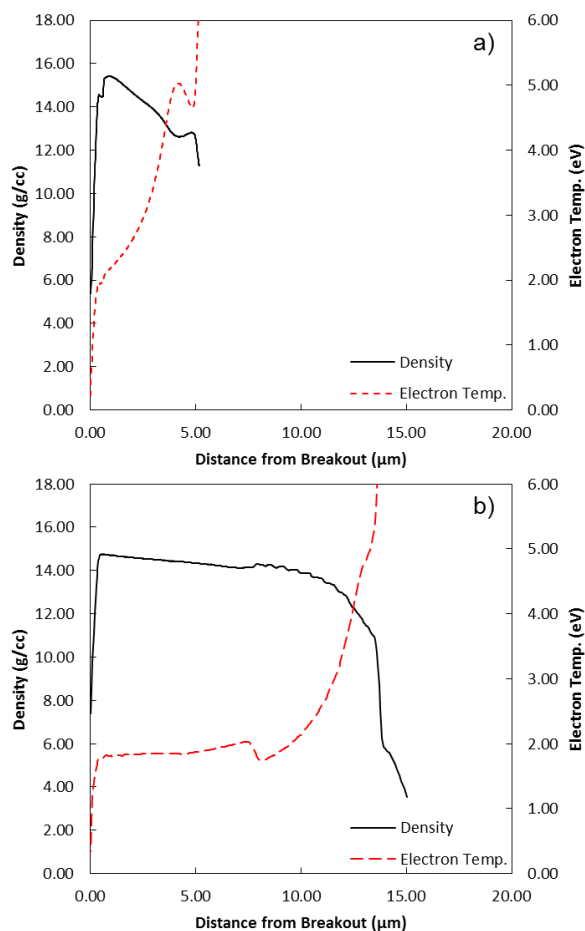 a)
18.00
16.00
14.00
12.00
10.00
8.00
6.00
4.00
2.00
0.00
Density (g/cc)
6.00
5.00
4.00
3.00
2.00
1.00
0.00
Electron Temp. (eV)
Density
Electron Temp.
0.00 5.00 10.00 15.00 20.00
Distance from Breakout (µm)
b)
18.00
16.00
14.00
12.00
10.00
8.00
6.00
4.00
2.00
0.00
Density (g/cc)
6.00
5.00
4.00
3.00
2.00
1.00
0.00
Electron Temp. (eV)
Density
Electron Temp.
0.00 5.00 10.00 15.00 20.00
Distance from Breakout (µm)